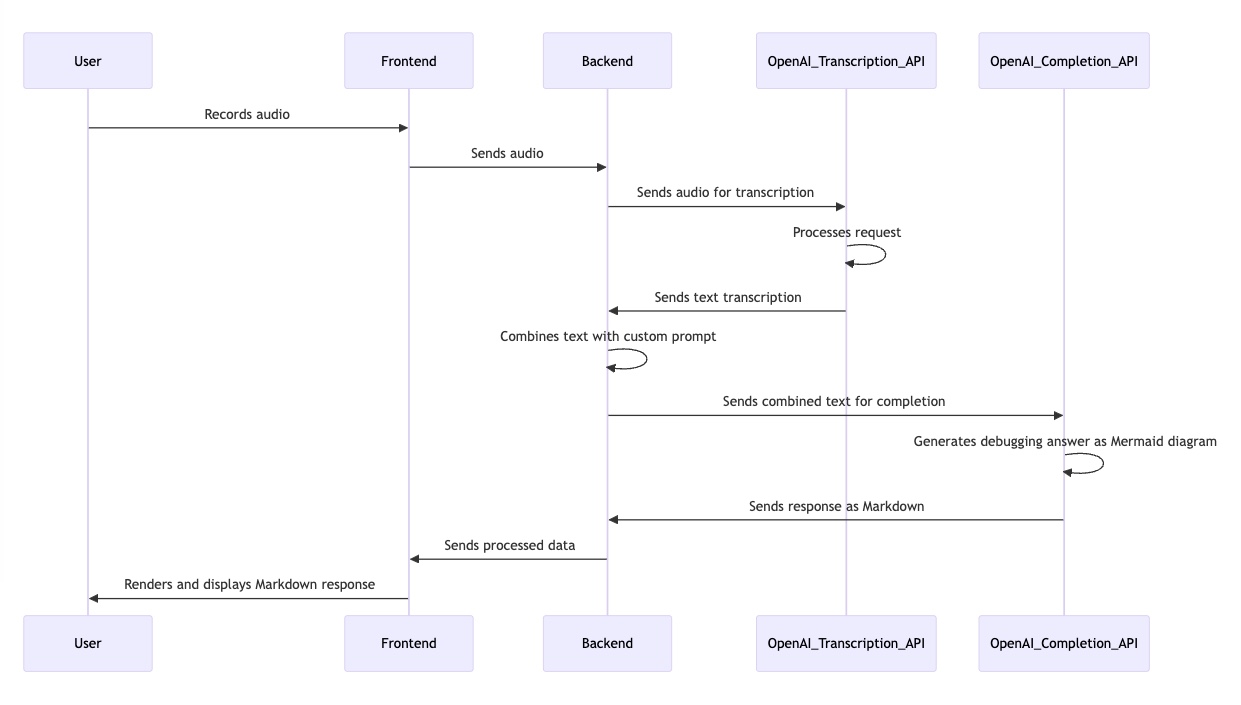 User
Frontend
Backend
OpenAI_Transcription_API
OpenAI_Completion_API
Records audio
Sends audio
Sends audio for transcription
Processes request
Sends text transcription
Combines text with custom prompt
Sends combined text for completion
Generates debugging answer as Mermaid diagram
Sends response as Markdown
Sends processed data
Renders and displays Markdown response
User
Frontend
Backend
OpenAI_Transcription_API
OpenAI_Completion_API